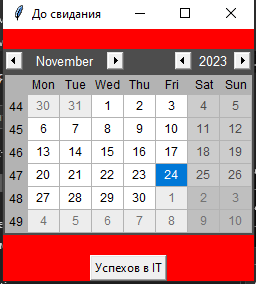 До свидания
November 2023
Mon Tue Wed Thu Fri Sat Sun
44 30 31 1 2 3 4 5
45 6 7 8 9 10 11 12
46 13 14 15 16 17 18 19
47 20 21 22 23 24 25 26
48 27 28 29 30 1 2 3
49 4 5 6 7 8 9 10
Успехов в IT